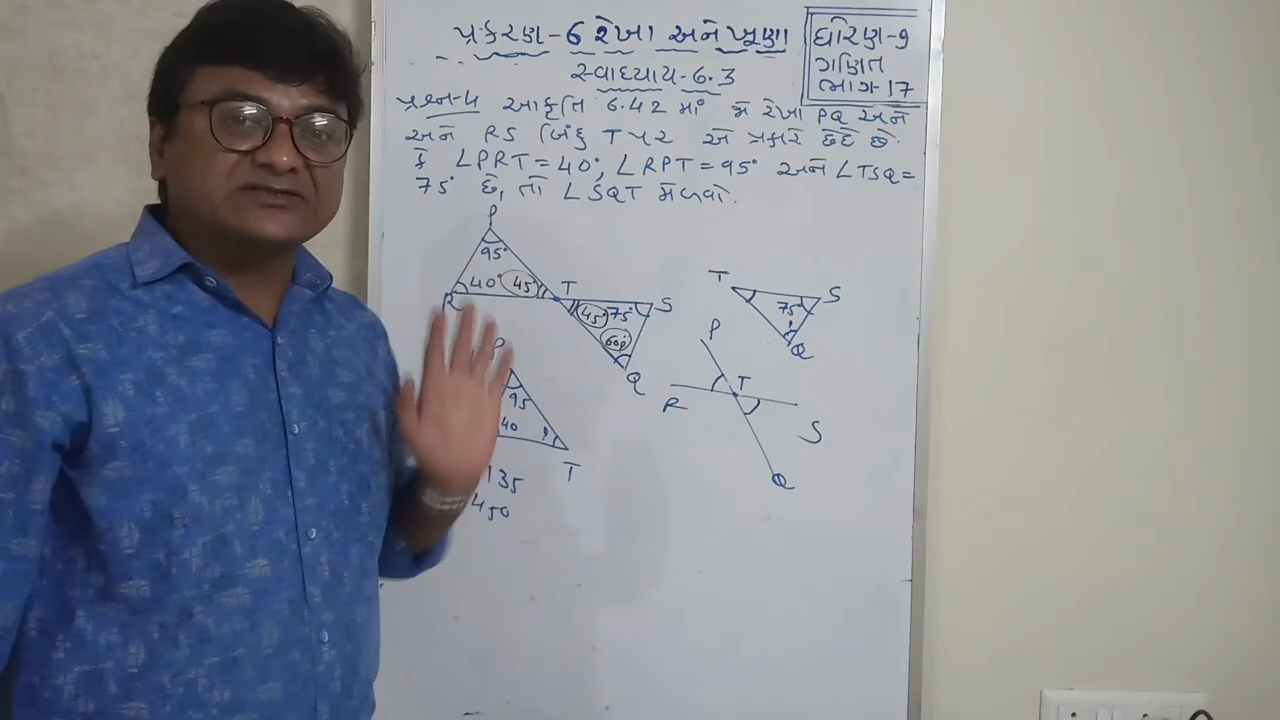 પ્રકરણ-6 રેખા અને ખૂણા
ધોરણ-9
ગણિત
ભાગ-17
સ્વાધ્યાય-6.3
પ્રશ્ન-4 આકૃતિ 6.42 માં જો રેખા PQ અને
અને RS બિંદુ T પર એ પ્રકારે છેદે છે.
કે ∠PRT=40°, ∠RPT=95° અને ∠TSQ=
75° છે, તો ∠SQT મેળવો.
P
95°
40° 45° T
R
45° 75° S
60°
Q
T S
75°
?
Q
P
95
40 ?
T
135
450
P
T
R
S
Q